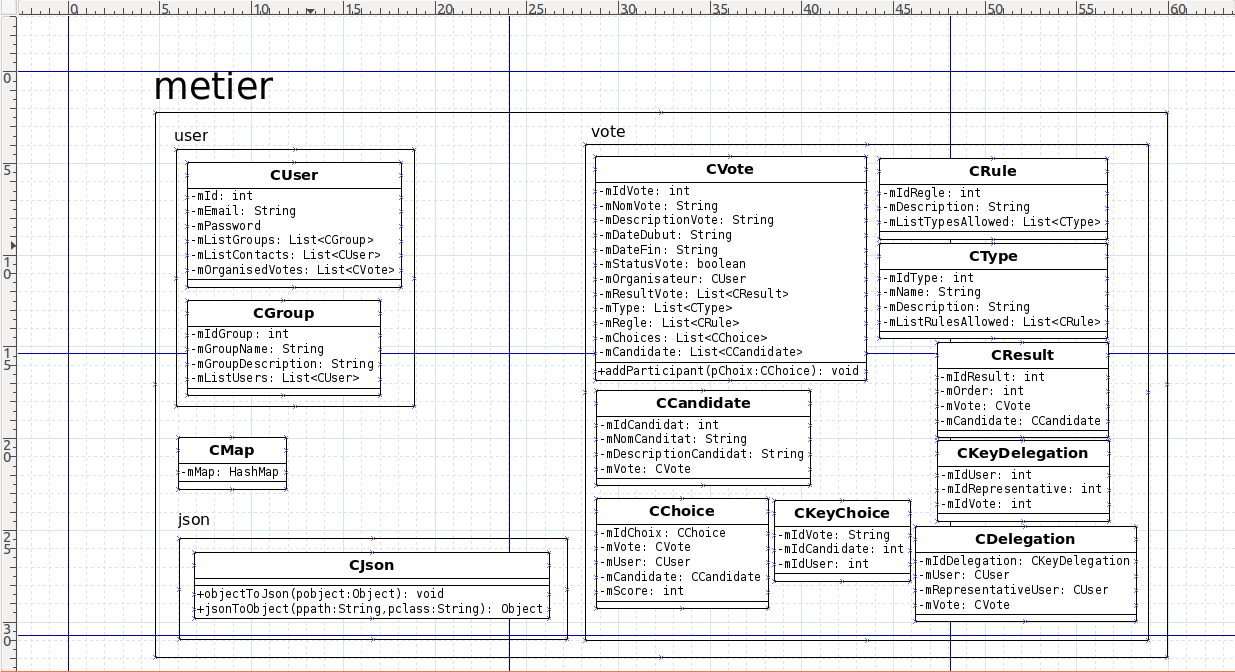 0 5 10 15 20 25 30 35 40 45 50 55 60
0
5
10
15
20
25
30
metier
user
CUser
-mId: int
-mEmail: String
-mPassword
-mListGroups: List<CGroup>
-mListContacts: List<CUser>
-mOrganisedVotes: List<CVote>
CGroup
-mIdGroup: int
-mGroupName: String
-mGroupDescription: String
-mListUsers: List<CUser>
CMap
-mMap: HashMap
json
CJson
+objectToJson(pobject:Object): void
+jsonToObject(ppath:String,pclass:String): Object
vote
CVote
-mIdVote: int
-mNomVote: String
-mDescriptionVote: String
-mDateDubut: String
-mDateFin: String
-mStatusVote: boolean
-mOrganisateur: CUser
-mResultVote: List<CResult>
-mType: List<CType>
-mRegle: List<CRule>
-mChoices: List<CChoice>
-mCandidate: List<CCandidate>
+addParticipant(pChoix:CChoice): void
CCandidate
-mIdCandidat: int
-mNomCanditat: String
-mDescriptionCandidat: String
-mVote: CVote
CChoice
-mIdChoix: CChoice
-mVote: CVote
-mUser: CUser
-mCandidate: CCandidate
-mScore: int
CKeyChoice
-mIdVote: String
-mIdCandidate: int
-mIdUser: int
CRule
-mIdRegle: int
-mDescription: String
-mListTypesAllowed: List<CType>
CType
-mIdType: int
-mName: String
-mDescription: String
-mListRulesAllowed: List<CRule>
CResult
-mIdResult: int
-mOrder: int
-mVote: CVote
-mCandidate: CCandidate
CKeyDelegation
-mIdUser: int
-mIdRepresentative: int
-mIdVote: int
CDelegation
-mIdDelegation: CKeyDelegation
-mUser: CUser
-mRepresentativeUser: CUser
-mVote: CVote